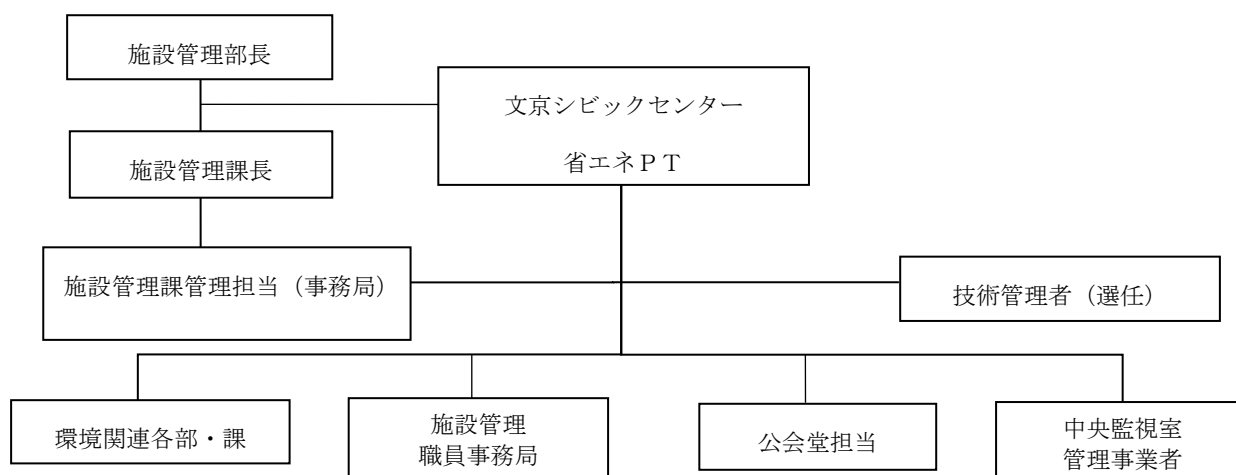 施設管理部長
文京シビックセンター
省エネＰＴ
施設管理課長
施設管理課管理担当（事務局）
技術管理者（選任）
環境関連各部・課
施設管理
職員事務局
公会堂担当
中央監視室
管理事業者